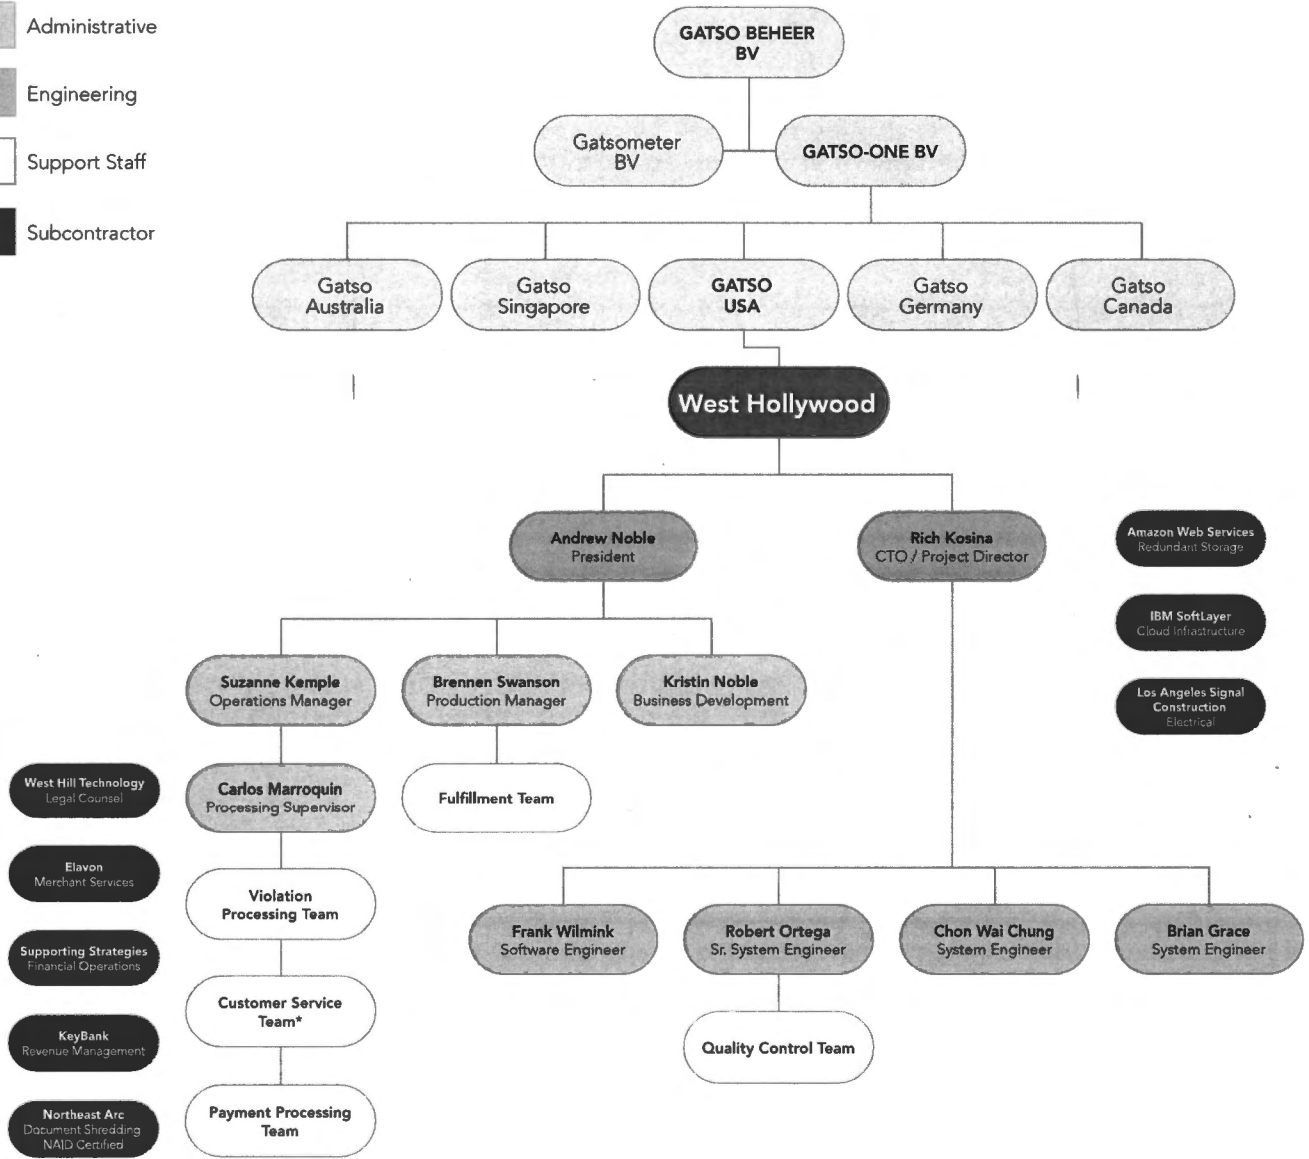 Administrative
Engineering
Support Staff
Subcontractor
GATSO BEHEER
BV
Gatsometer
BV
GATSO-ONE BV
Gatso
Australia
Gatso
Singapore
GATSO
USA
Gatso
Germany
Gatso
Canada
West Hollywood
Andrew Noble
President
Rich Kosina
CTO / Project Director
Amazon Web Services
Redundant Storage
IBM SoftLayer
Cloud Infrastructure
Los Angeles Signal
Construction
Electrical
Suzanne Kemple
Operations Manager
Brennen Swanson
Production Manager
Kristin Noble
Business Development
West Hill Technology
Legal Counsel
Carlos Marroquin
Processing Supervisor
Fulfillment Team
Elavon
Merchant Services
Violation
Processing Team
Supporting Strategies
Financial Operations
Frank Wilmink
Software Engineer
Robert Ortega
Sr. System Engineer
Chon Wai Chung
System Engineer
Brian Grace
System Engineer
Customer Service
Team*
KeyBank
Revenue Management
Quality Control Team
Northeast Arc
Document Shredding
NAID Certified
Payment Processing
Team